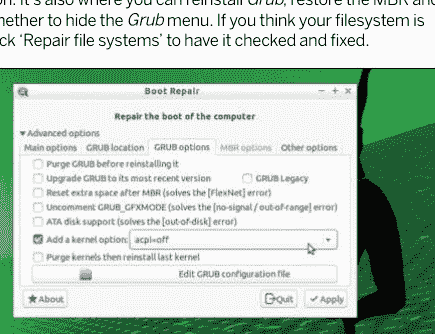 on. It's also where you can reinstall Grub, restore the MBR and
hether to hide the Grub menu. If you think your filesystem is
ck 'Repair file systems' to have it checked and fixed.
Boot Repair
Repair the boot of the computer
Advanced options
Main options GRUB location GRUB options MBR options Other options
Purge GRUB before reinstalling it
Upgrade GRUB to its most recent version GRUB Legacy
Reset extra space after MBR (solves the [FlexNet] error)
Uncomment GRUB_GFXMODE (solves the [no-signal / out-of-range] error)
ATA disk support (solves the [out-of-disk] error)
Add a kernel option: acpi=off
Purge kernels then reinstall last kernel
Edit GRUB configuration file
About Quit Apply